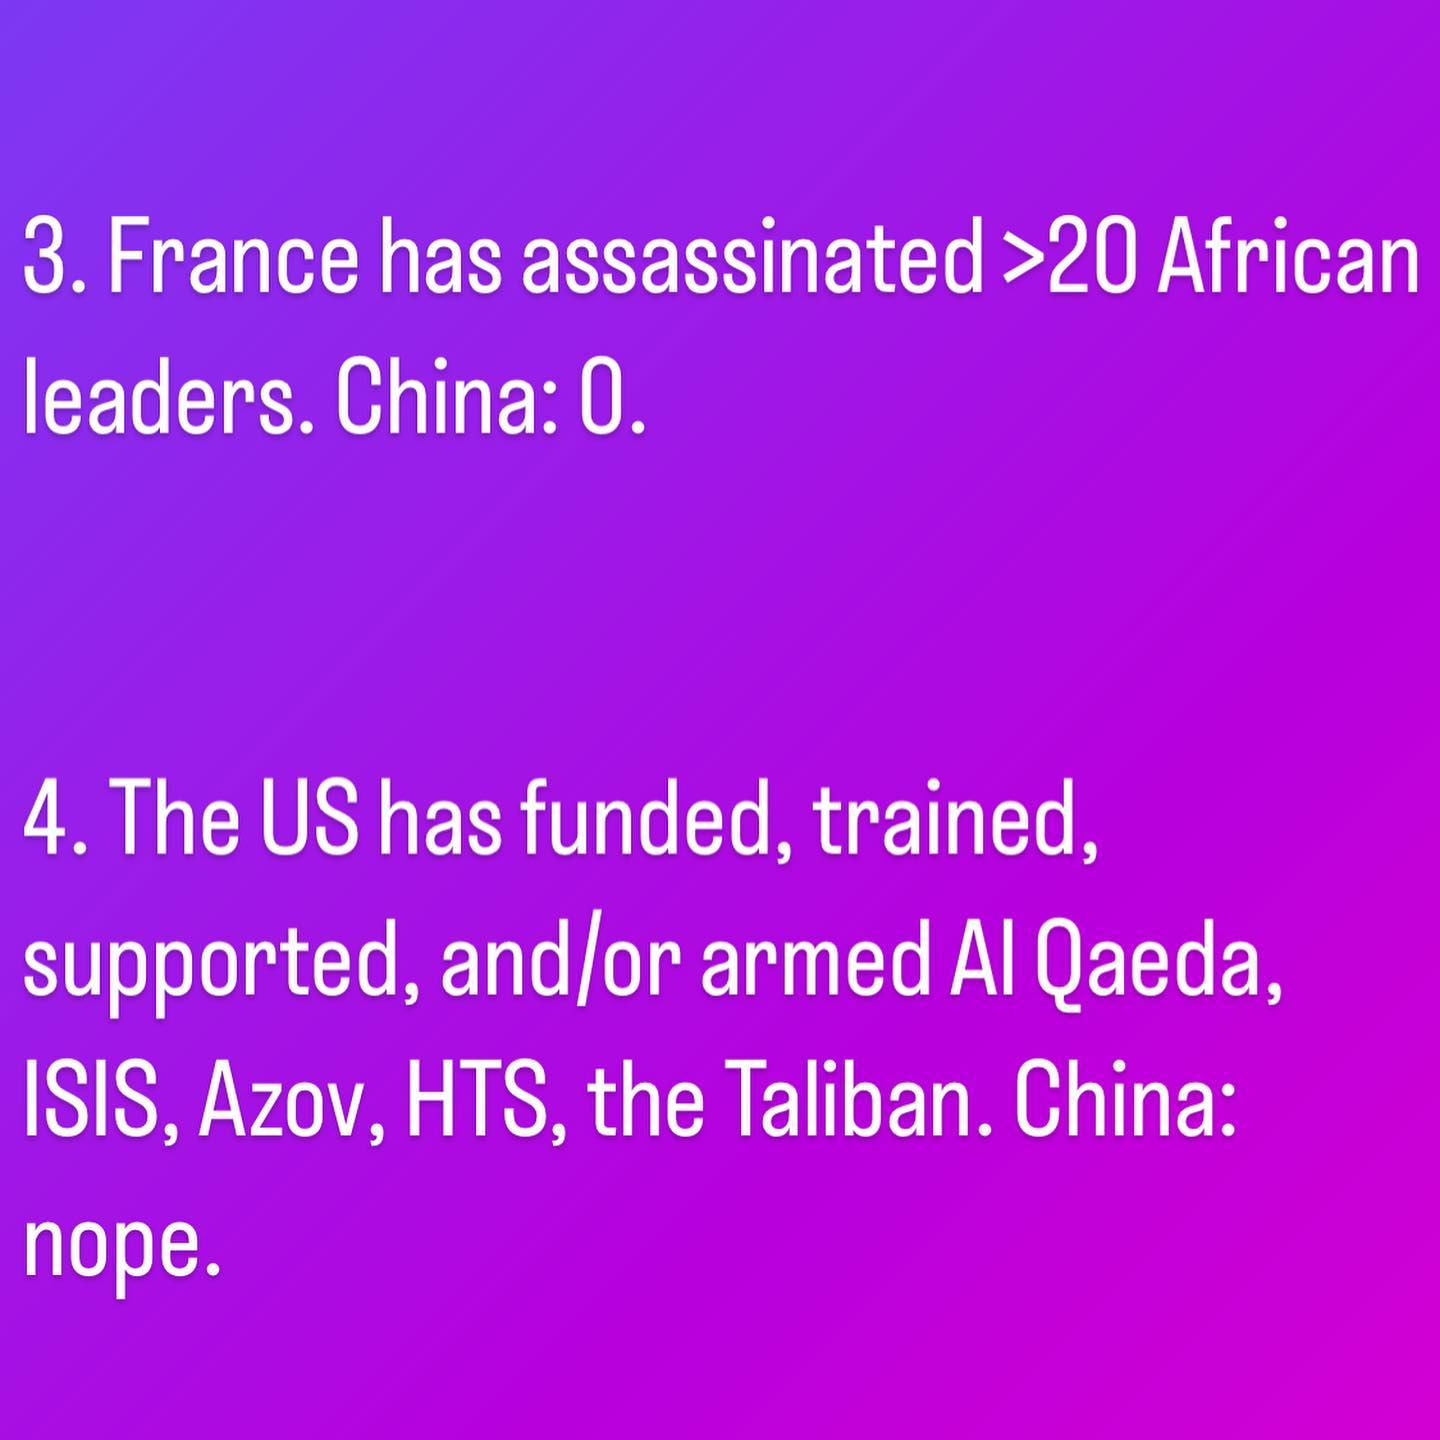 3. France has assassinated >20 African
leaders. China: 0.
4. The US has funded, trained,
supported, and/or armed Al Qaeda,
ISIS, Azov, HTS, the Taliban. China:
nope.